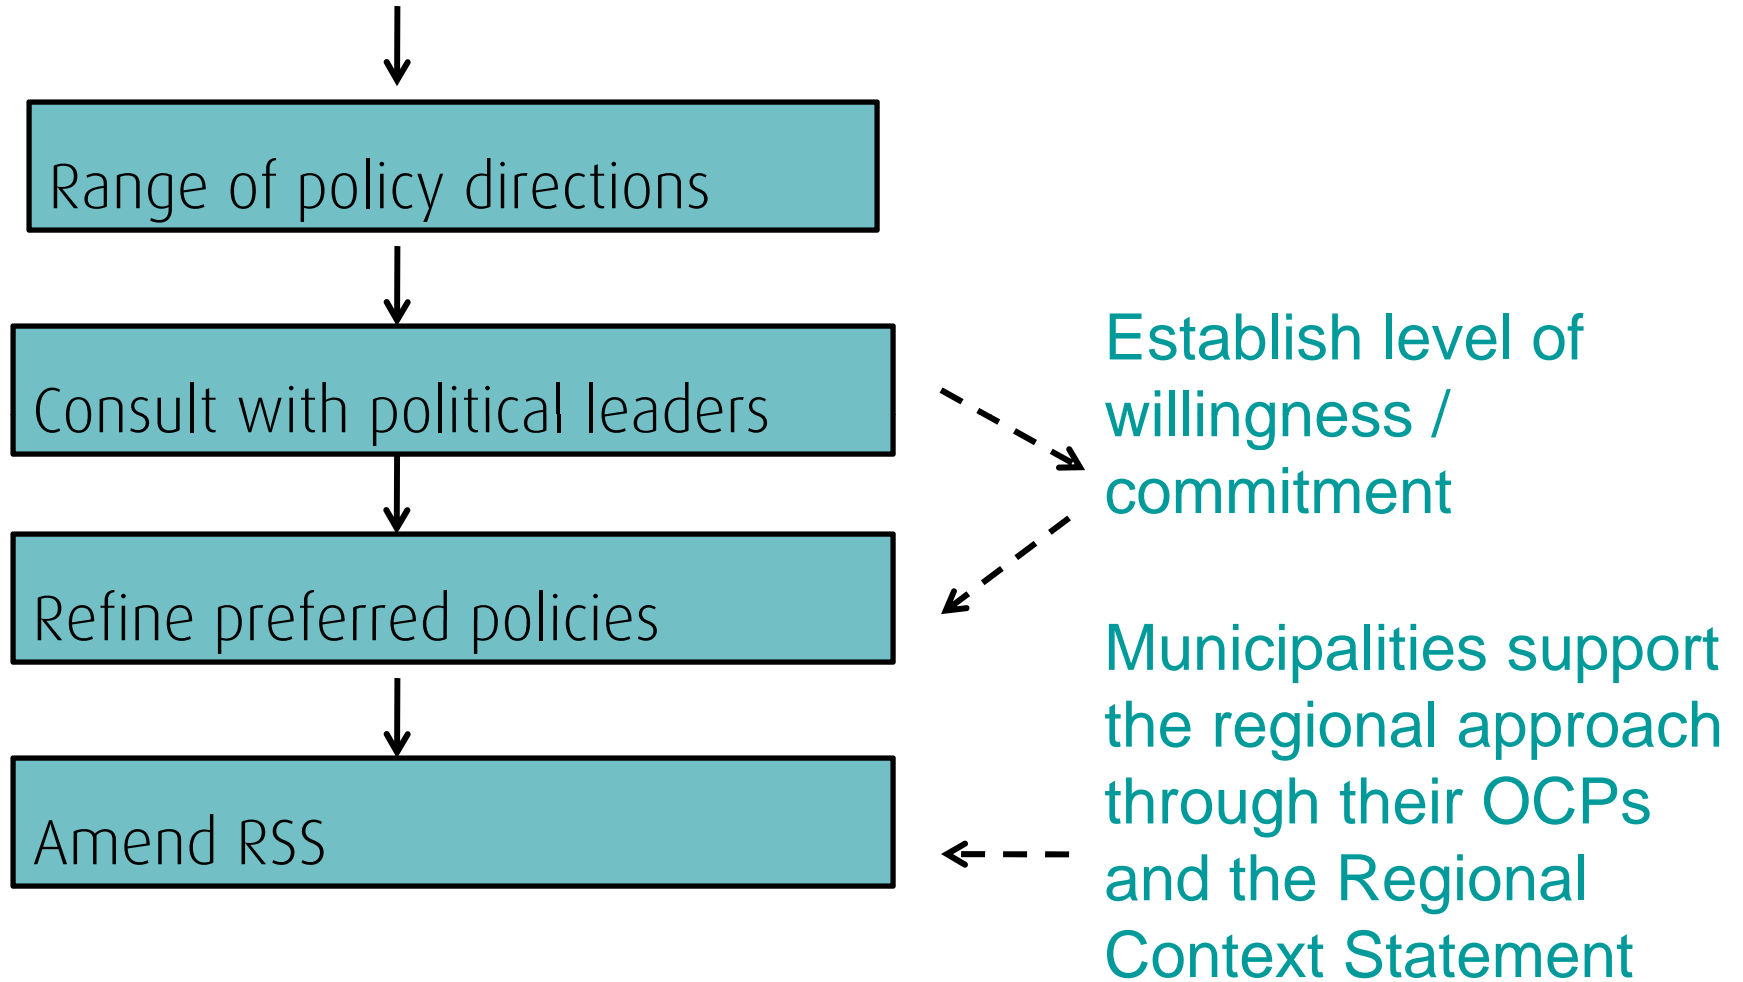 Range of policy directions
Consult with political leaders
Establish level of
willingness /
commitment
Refine preferred policies
Amend RSS
Municipalities support
the regional approach
through their OCPs
and the Regional
Context Statement